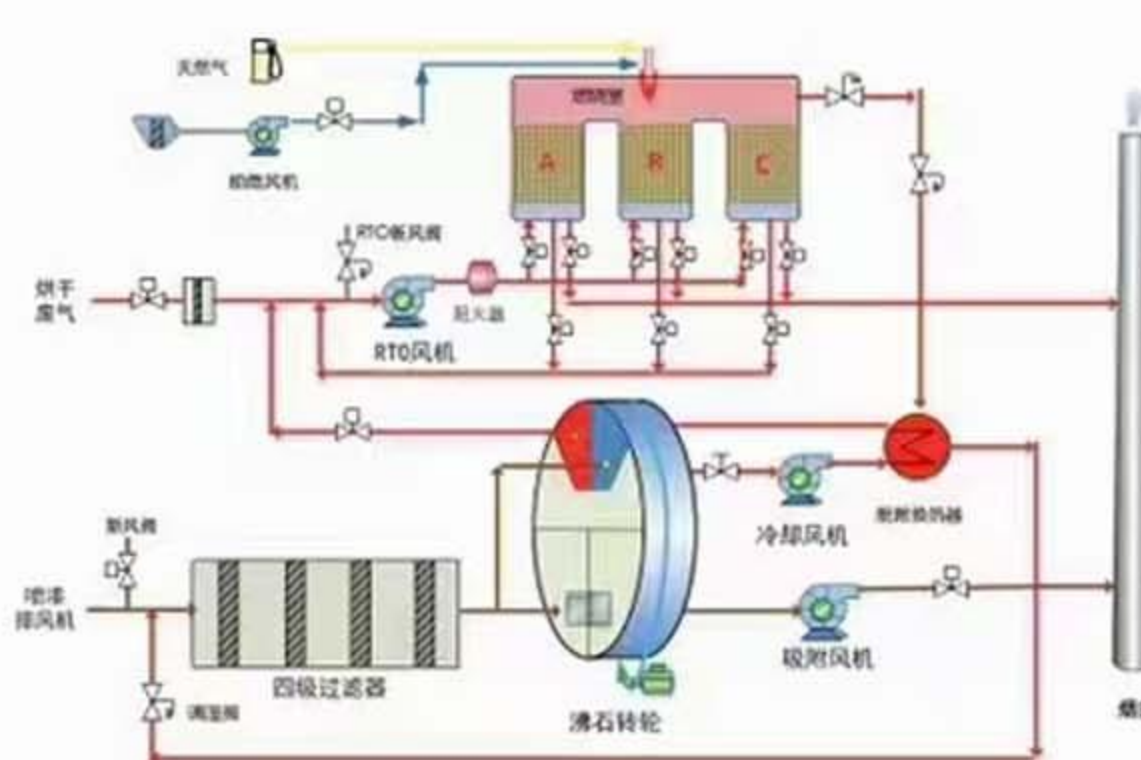 天然气
燃烧室
A
B
C
助燃风机
RTO新风阀
烘干
废气
阻火器
RTO风机
新风阀
冷却风机
脱附换热器
喷漆
排风机
吸附风机
四级过滤器
调温阀
沸石转轮